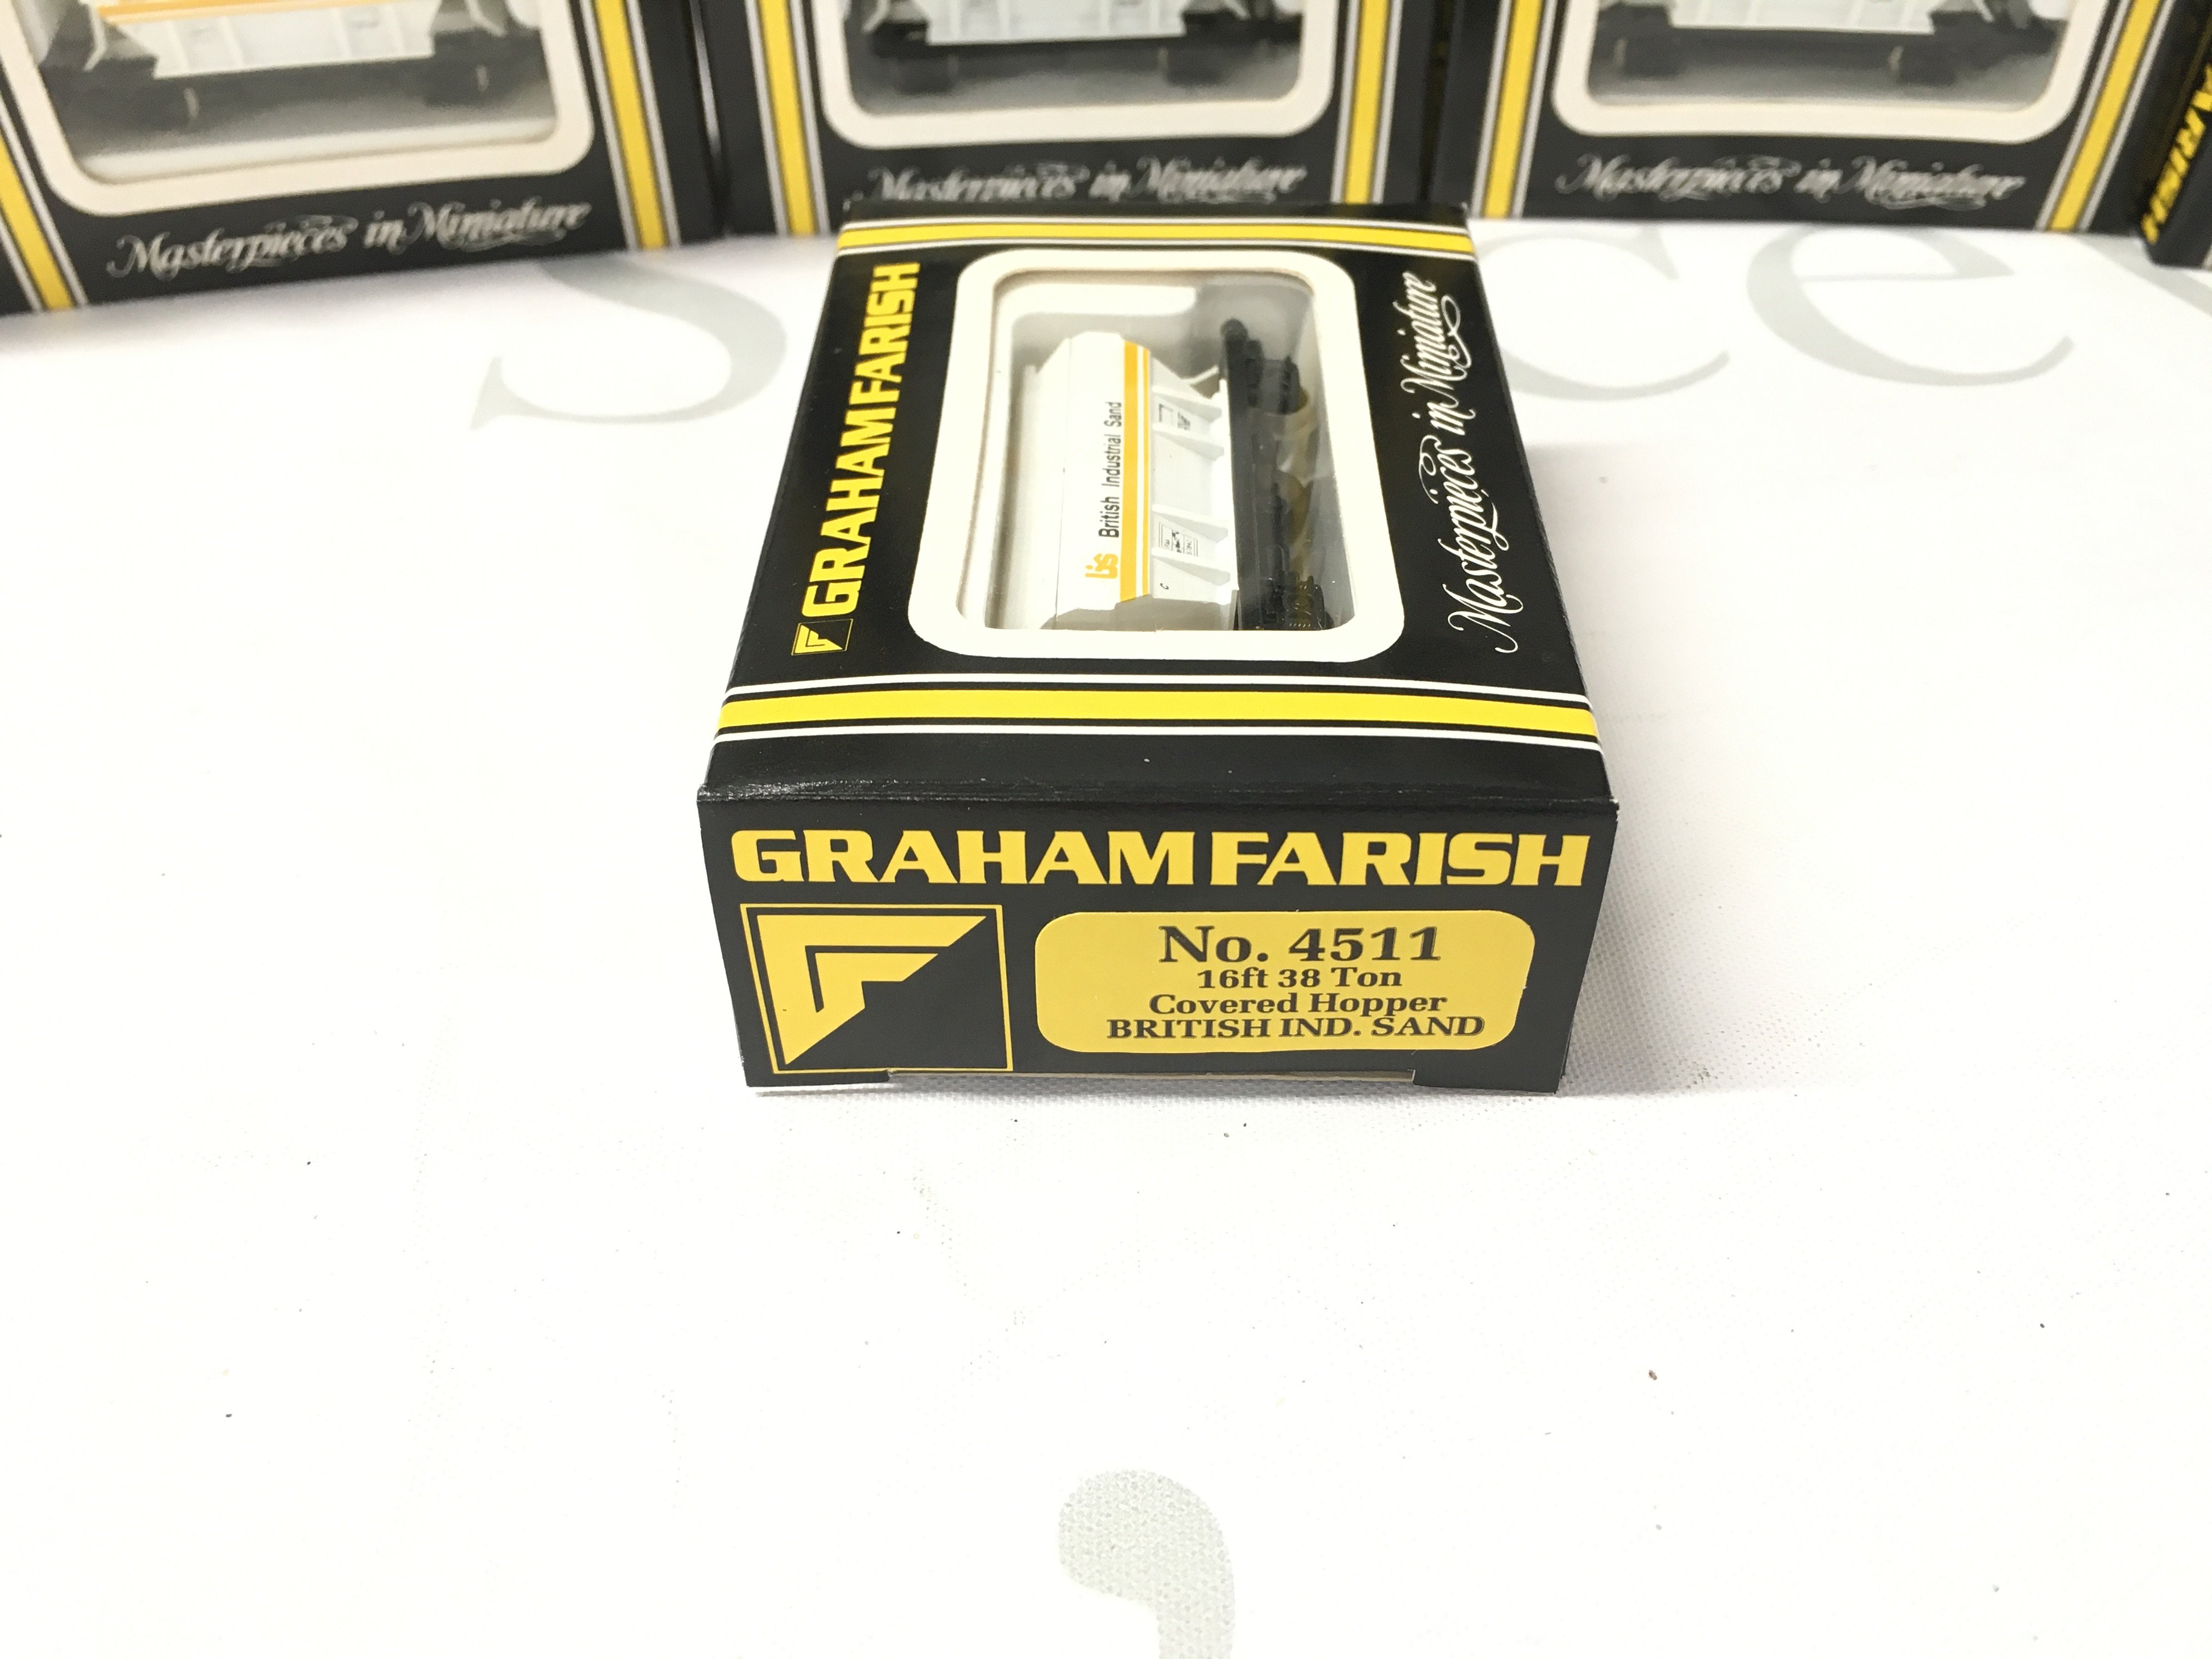 Masterpieces in Miniature
Masterpieces in Miniature
Masterpieces in Miniature
GRAHAM FARISH
British Industrial Sand
Masterpieces in Miniature
GRAHAM FARISH
No. 4511
16ft 38 Ton
Covered Hopper
BRITISH IND. SAND